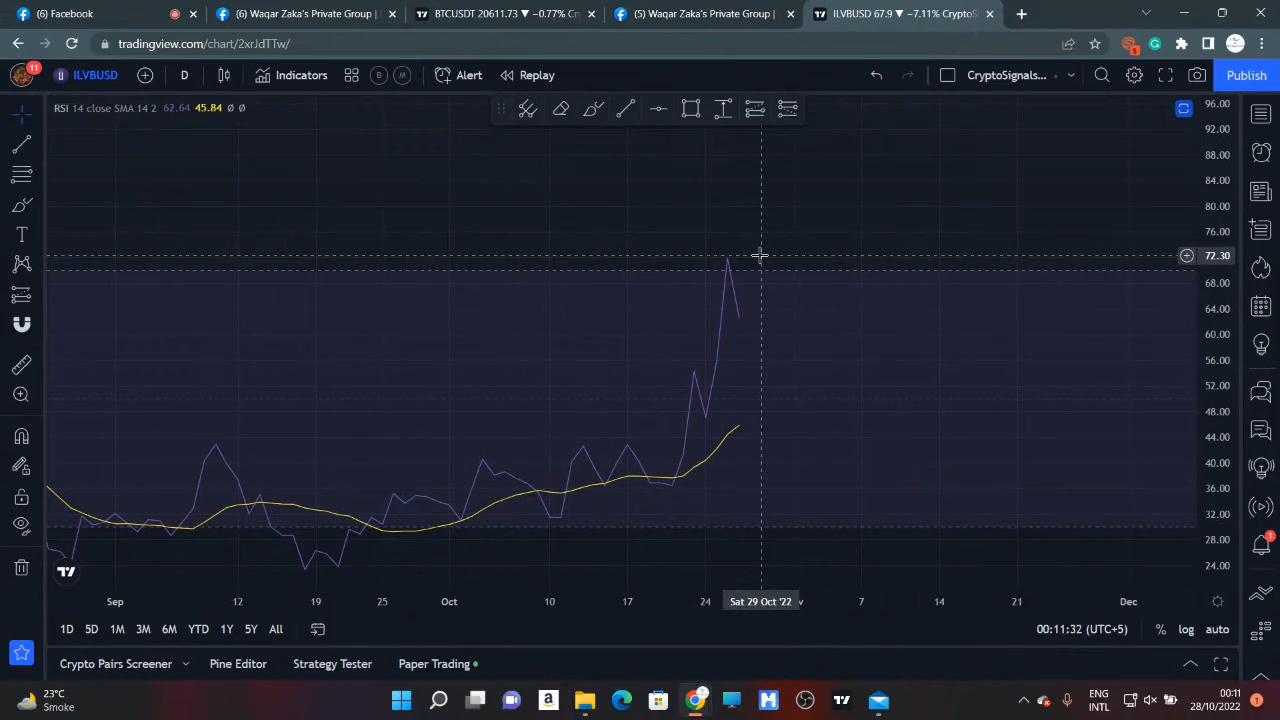 (6) Facebook
(6) Waqar Zaka's Private Group |
BTCUSDT 20611.73 ▼ −0.77% Cry
(5) Waqar Zaka's Private Group |
ILVBUSD 67.9 ▼ −7.11% CryptoSi
tradingview.com/chart/2xrJdTTw/
5
11
ILVBUSD
D
Indicators
B
M
Alert
Replay
CryptoSignals...
Publish
RSI 14 close SMA 14 2 62.64 45.84 Ø Ø
96.00
92.00
88.00
84.00
80.00
76.00
72.30
68.00
64.00
60.00
56.00
52.00
48.00
44.00
40.00
36.00
32.00
28.00
24.00
1
Sep
12
19
25
Oct
10
17
24
Sat 29 Oct '22
v
7
14
21
Dec
1D
5D
1M
3M
6M
YTD
1Y
5Y
All
00:11:32 (UTC+5)
%
log
auto
Crypto Pairs Screener
Pine Editor
Strategy Tester
Paper Trading
23°C
Smoke
ENG
INTL
00:11
28/10/2022
1